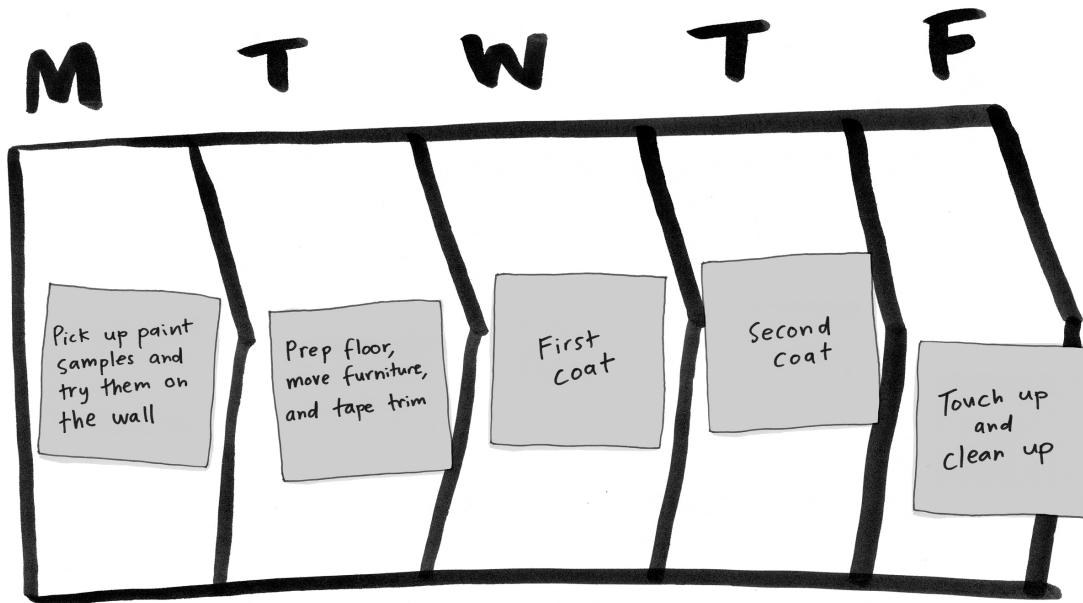 M T W T F
Pick up paint
samples and
try them on
the wall
Prep floor,
move furniture,
and tape trim
First
coat
Second
coat
Touch up
and
clean up